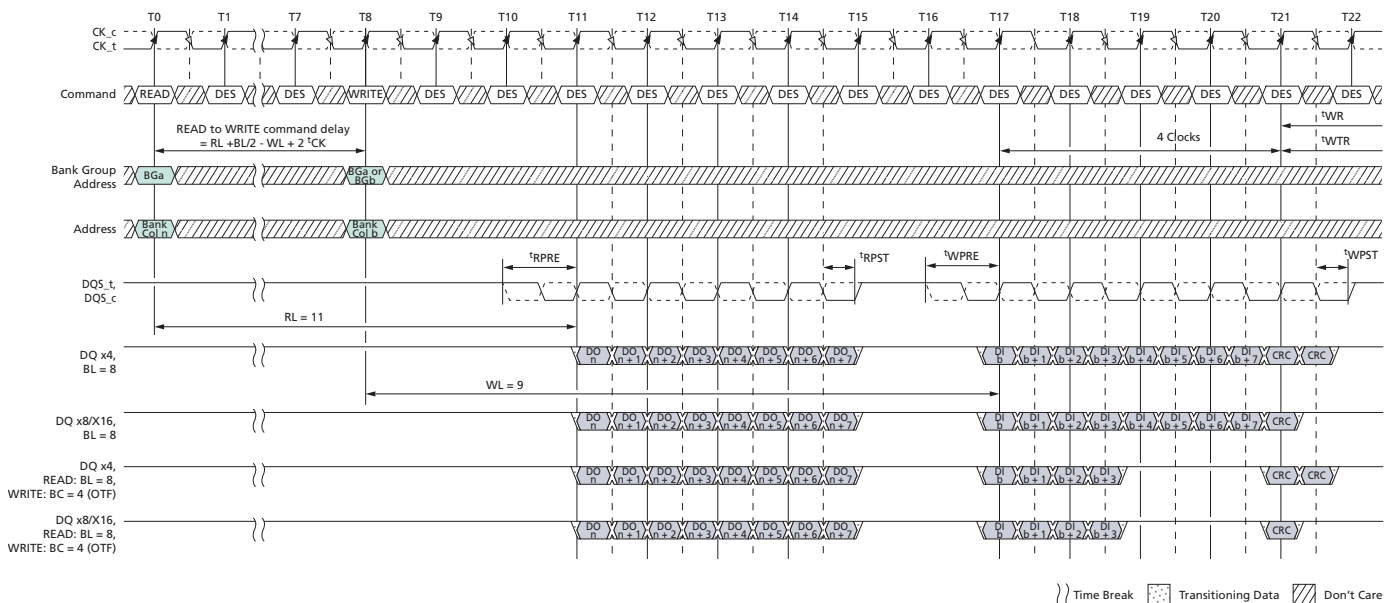 T0 T1 T7 T8 T9 T10 T11 T12 T13 T14 T15 T16 T17 T18 T19 T20 T21 T22
CK_c
CK_t
Command READ DES DES WRITE DES DES DES DES DES DES DES DES DES DES DES DES DES DES
READ to WRITE command delay
= RL +BL/2 - WL + 2 tCK
4 Clocks
tWR
tWTR
Bank Group
Address
BGa
BGa or
BGb
Address
Bank
Col n
Bank
Col b
tRPRE tRPST tWPRE tWPST
DQS_t,
DQS_c
RL = 11
DQ x4,
BL = 8
DO n DO n + 1 DO n + 2 DO n + 3 DO n + 4 DO n + 5 DO n + 6 DO n + 7 DI b DI b + 1 DI b + 2 DI b + 3 DI b + 4 DI b + 5 DI b + 6 DI b + 7 CRC CRC
WL = 9
DQ x8/X16,
BL = 8
DO n DO n + 1 DO n + 2 DO n + 3 DO n + 4 DO n + 5 DO n + 6 DO n + 7 DI b DI b + 1 DI b + 2 DI b + 3 DI b + 4 DI b + 5 DI b + 6 DI b + 7 CRC
DQ x4,
READ: BL = 8,
WRITE: BC = 4 (OTF)
DO n DO n + 1 DO n + 2 DO n + 3 DO n + 4 DO n + 5 DO n + 6 DO n + 7 DI b DI b + 1 DI b + 2 DI b + 3 CRC CRC
DQ x8/X16,
READ: BL = 8,
WRITE: BC = 4 (OTF)
DO n DO n + 1 DO n + 2 DO n + 3 DO n + 4 DO n + 5 DO n + 6 DO n + 7 DI b DI b + 1 DI b + 2 DI b + 3 CRC
Time Break Transitioning Data Don't Care